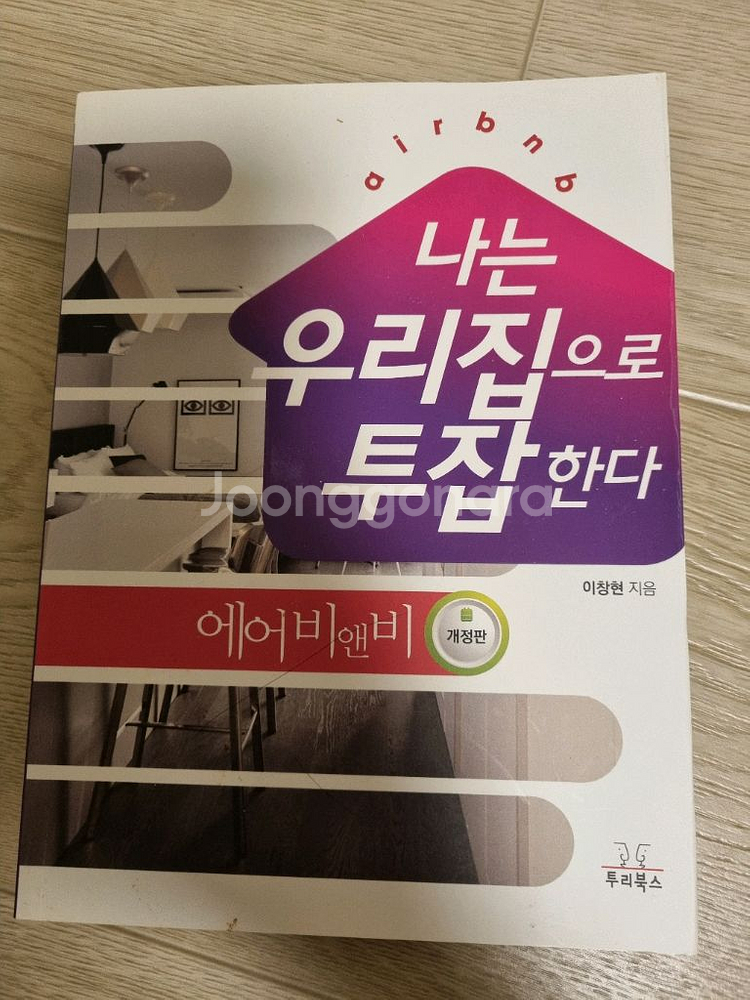 airbnb
나는
우리집으로
투잡한다
Joonggonara
이창현 지음
에어비앤비
개정판
투리북스